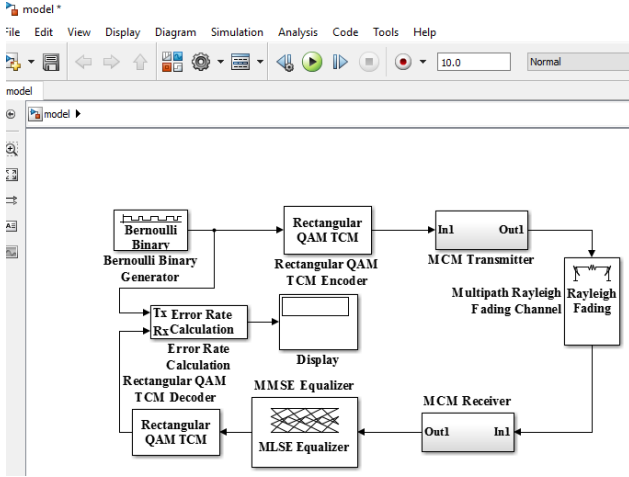 model *
File Edit View Display Diagram Simulation Analysis Code Tools Help
10.0 Normal
model
model
Bernoulli
Binary
Bernoulli Binary
Generator
Rectangular
QAM TCM
Rectangular QAM
TCM Encoder
In1 Out1
MCM Transmitter
Multipath Rayleigh
Fading Channel
Rayleigh
Fading
Tx Error Rate
Rx Calculation
Error Rate
Calculation
Display
Rectangular QAM
TCM Decoder
Rectangular
QAM TCM
MMSE Equalizer
MLSE Equalizer
MCM Receiver
Out1 In1